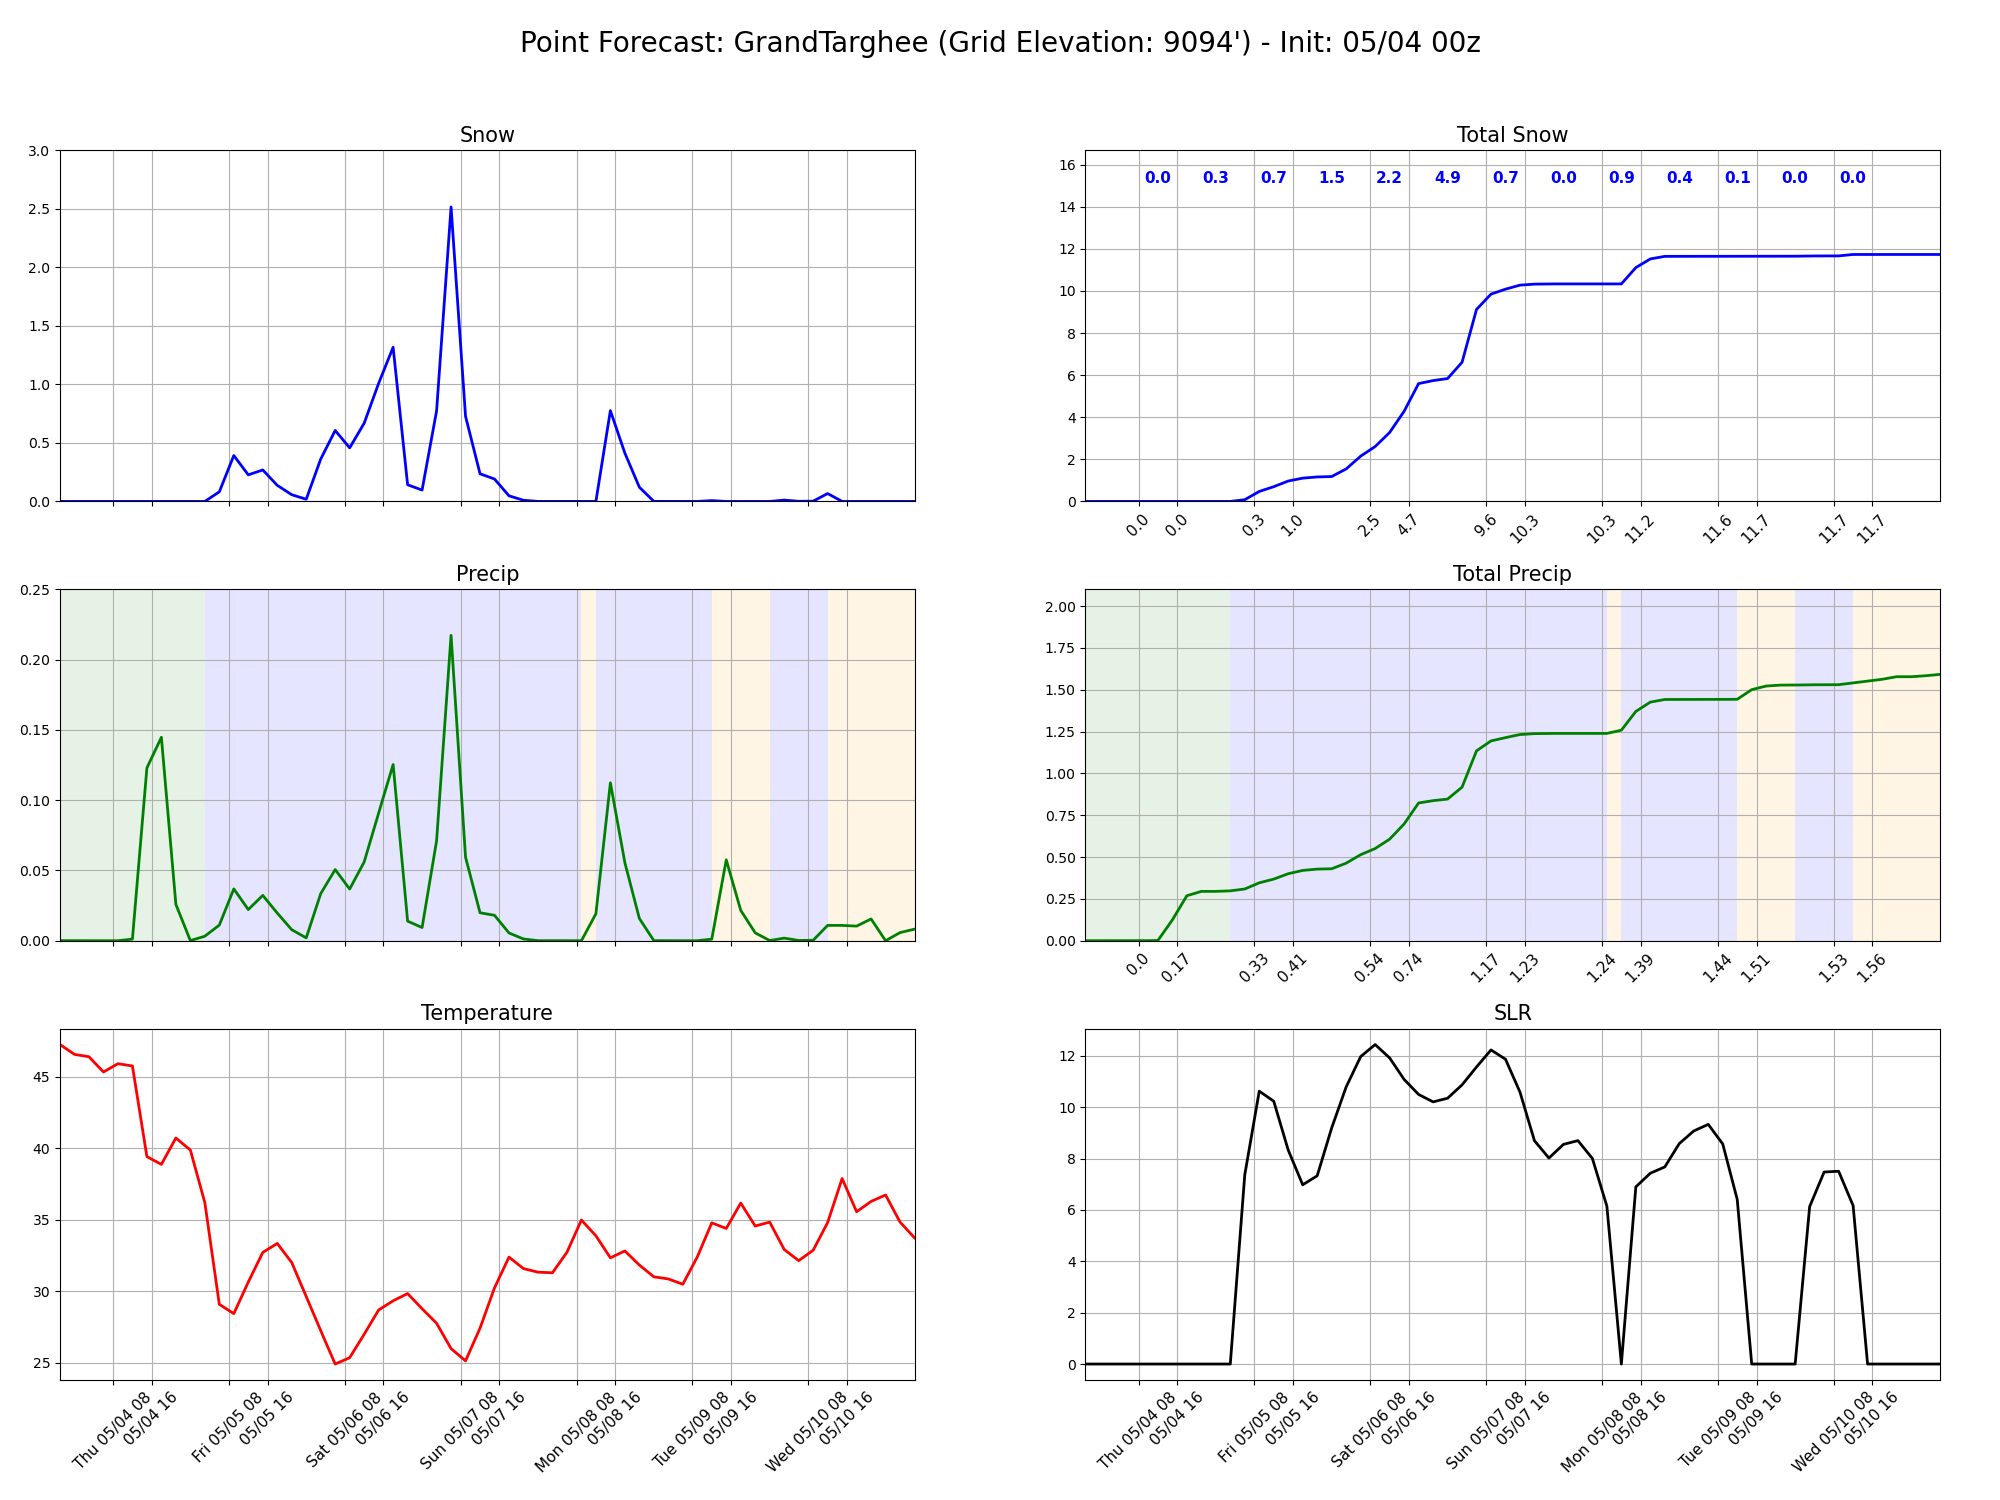 Point Forecast: GrandTarghee (Grid Elevation: 9094') - Init: 05/04 00z
Snow
3.0
2.5
2.0
1.5
1.0
0.5
0.0
Total Snow
16
14
12
10
8
6
4
2
0
0.0 0.3 0.7 1.5 2.2 4.9 0.7 0.0 0.9 0.4 0.1 0.0 0.0
0.0 0.0 0.3 1.0 2.5 4.7 9.6 10.3 10.3 11.2 11.6 11.7 11.7 11.7
Precip
0.25
0.20
0.15
0.10
0.05
0.00
Total Precip
2.00
1.75
1.50
1.25
1.00
0.75
0.50
0.25
0.00
0.0 0.17 0.33 0.41 0.54 0.74 1.17 1.23 1.24 1.39 1.44 1.51 1.53 1.56
Temperature
45
40
35
30
25
Thu 05/04 08
05/04 16
Fri 05/05 08
05/05 16
Sat 05/06 08
05/06 16
Sun 05/07 08
05/07 16
Mon 05/08 08
05/08 16
Tue 05/09 08
05/09 16
Wed 05/10 08
05/10 16
SLR
12
10
8
6
4
2
0
Thu 05/04 08
05/04 16
Fri 05/05 08
05/05 16
Sat 05/06 08
05/06 16
Sun 05/07 08
05/07 16
Mon 05/08 08
05/08 16
Tue 05/09 08
05/09 16
Wed 05/10 08
05/10 16